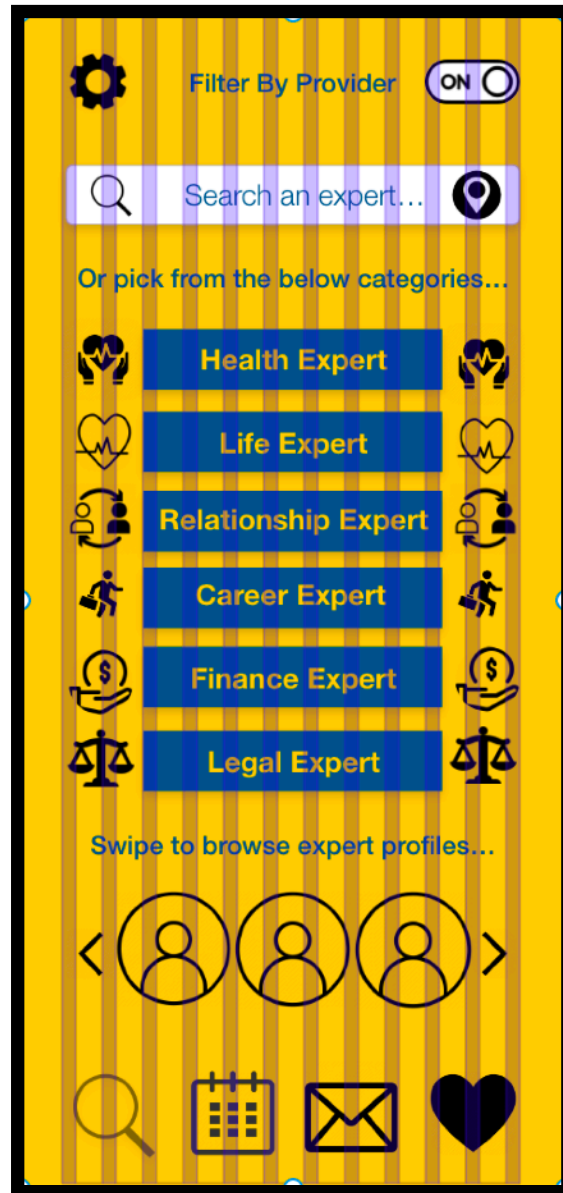 Filter By Provider
ON
Search an expert...
Or pick from the below categories...
Health Expert
Life Expert
Relationship Expert
Career Expert
$ Finance Expert $
Legal Expert
Swipe to browse expert profiles...